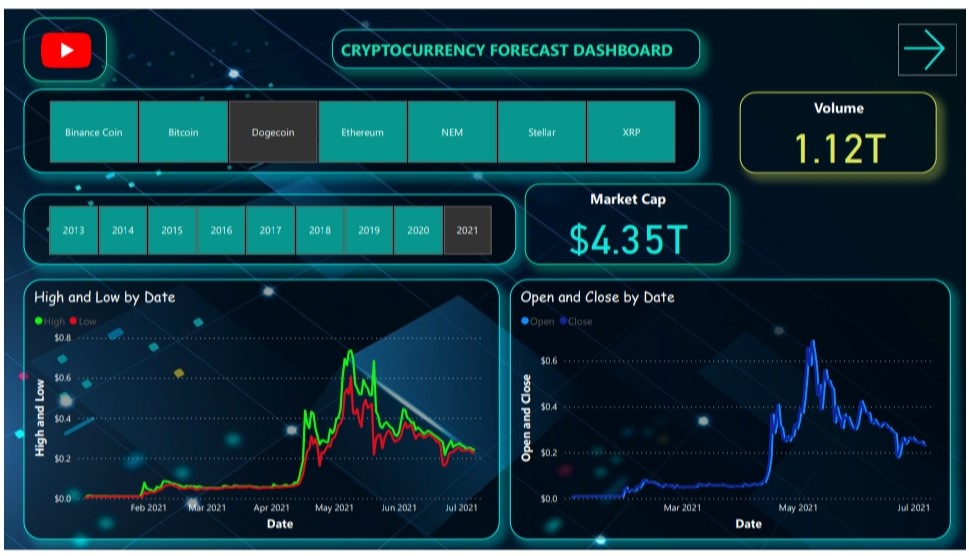 CRYPTOCURRENCY FORECAST DASHBOARD
Binance Coin Bitcoin Dogecoin Ethereum NEM Stellar XRP
Volume
1.12T
2013 2014 2015 2016 2017 2018 2019 2020 2021
Market Cap
$4.35T
High and Low by Date
High Low
High and Low
$0.8
$0.6
$0.4
$0.2
$0.0
Feb 2021 Mar 2021 Apr 2021 May 2021 Jun 2021 Jul 2021
Date
Open and Close by Date
Open Close
Open and Close
$0.6
$0.4
$0.2
$0.0
Mar 2021 May 2021 Jul 2021
Date